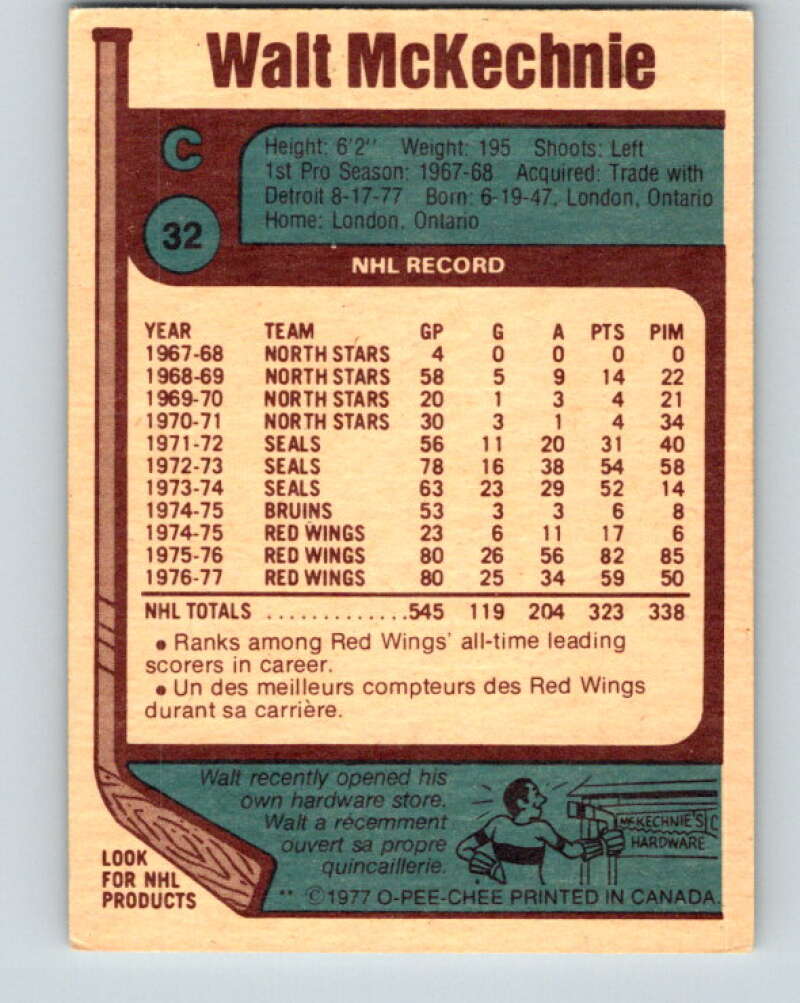 Walt McKechnie
C
Height: 6'2" Weight: 195 Shoots: Left
1st Pro Season: 1967-68 Acquired: Trade with
Detroit 8-17-77 Born: 6-19-47, London, Ontario
Home: London, Ontario
32
NHL RECORD
YEAR TEAM GP G A PTS PIM
1967-68 NORTH STARS 4 0 0 0 0
1968-69 NORTH STARS 58 5 9 14 22
1969-70 NORTH STARS 20 1 3 4 21
1970-71 NORTH STARS 30 3 1 4 34
1971-72 SEALS 56 11 20 31 40
1972-73 SEALS 78 16 38 54 58
1973-74 SEALS 63 23 29 52 14
1974-75 BRUINS 53 3 3 6 8
1974-75 RED WINGS 23 6 11 17 6
1975-76 RED WINGS 80 26 56 82 85
1976-77 RED WINGS 80 25 34 59 50
NHL TOTALS .............545 119 204 323 338
• Ranks among Red Wings' all-time leading
scorers in career.
• Un des meilleurs compteurs des Red Wings
durant sa carrière.
Walt recently opened his
own hardware store.
Walt a récemment
ouvert sa propre
quincaillerie.
McKECHNIE'S C
HARDWARE
LOOK
FOR NHL
PRODUCTS
** ©1977 O-PEE-CHEE PRINTED IN CANADA.